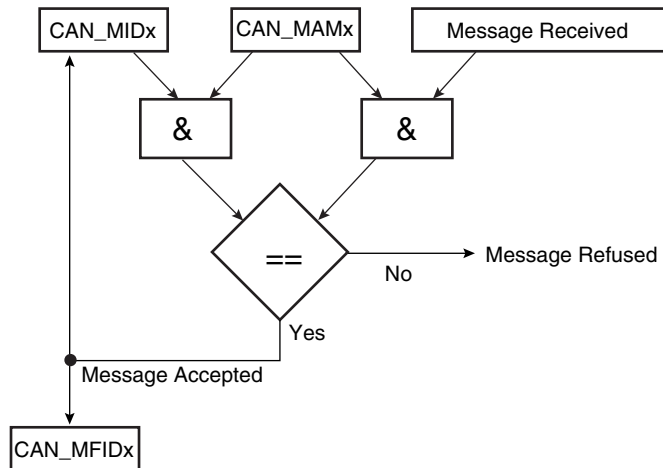 CAN_MIDx
CAN_MAMx
Message Received
&
&
==
No
Message Refused
Yes
Message Accepted
CAN_MFIDx